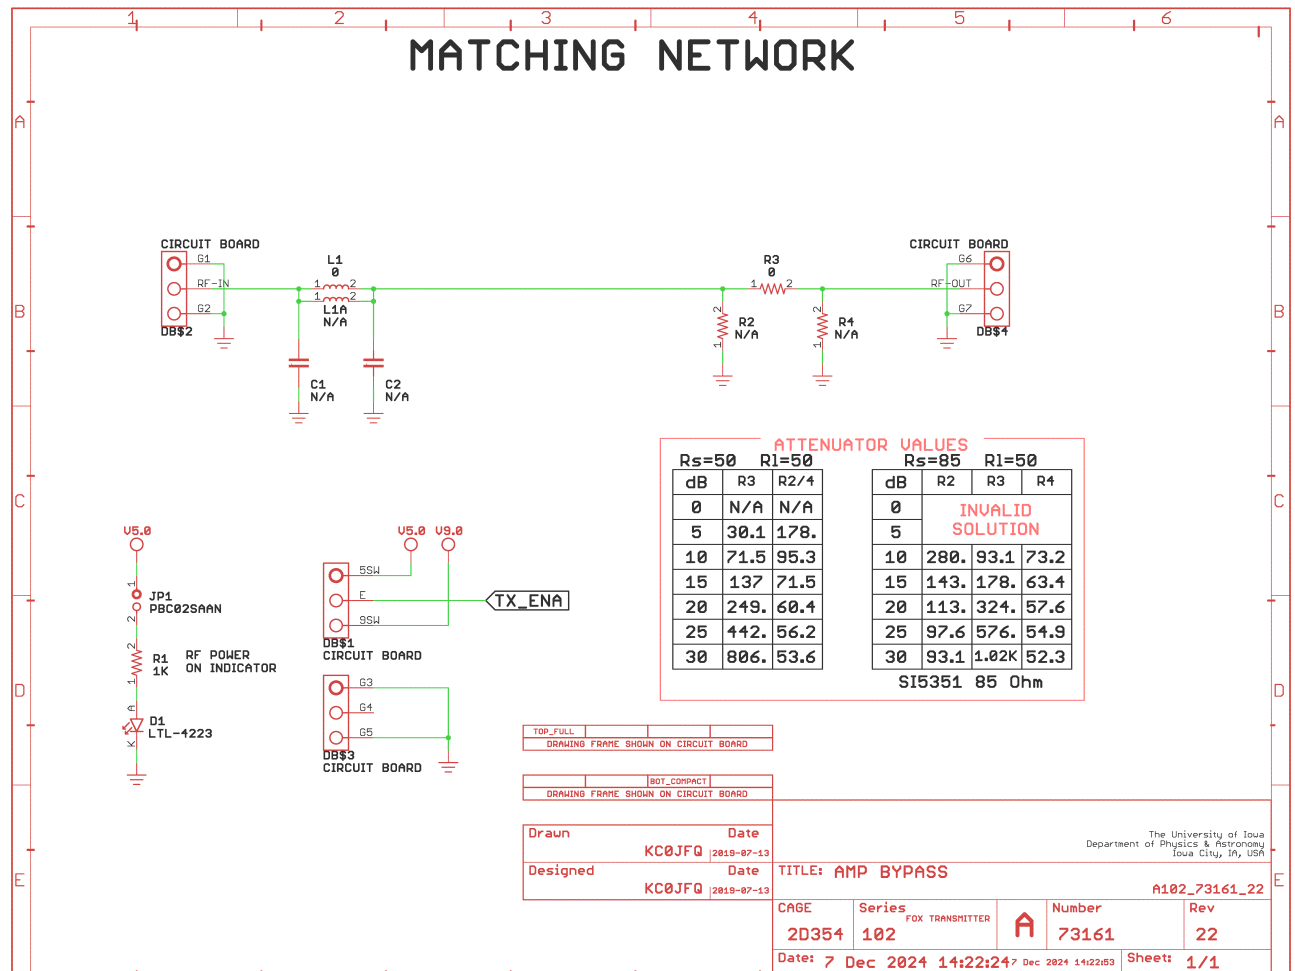 1 2 3 4 5 6
MATCHING NETWORK
A A
B B
C C
D D
E E
CIRCUIT BOARD
G1
RF-IN
G2
DB$2
L1
0
1 2
1 2
L1A
N/A
C1
N/A
C2
N/A
R3
0
1 2
2
1
R2
N/A
2
1
R4
N/A
CIRCUIT BOARD
G6
RF-OUT
G7
DB$4
ATTENUATOR VALUES
Rs=50 Rl=50
dB R3 R2/4
0 N/A N/A
5 30.1 178.
10 71.5 95.3
15 137 71.5
20 249. 60.4
25 442. 56.2
30 806. 53.6
Rs=85 Rl=50
dB R2 R3 R4
0 INVALID
5 SOLUTION
10 280. 93.1 73.2
15 143. 178. 63.4
20 113. 324. 57.6
25 97.6 576. 54.9
30 93.1 1.02K 52.3
SI5351 85 Ohm
V5.0
1
JP1
PBC02SAAN
2
2
R1
1K
1
RF POWER
ON INDICATOR
A
D1
LTL-4223
K
V5.0 V9.0
5SW
E
9SW
TX_ENA
DB$1
CIRCUIT BOARD
G3
G4
G5
DB$3
CIRCUIT BOARD
TOP_FULL
DRAWING FRAME SHOWN ON CIRCUIT BOARD
BOT_COMPACT
DRAWING FRAME SHOWN ON CIRCUIT BOARD
Drawn Date
KC0JFQ 2019-07-13
Designed Date
KC0JFQ 2019-07-13
The University of Iowa
Department of Physics & Astronomy
Iowa City, IA, USA
TITLE: AMP BYPASS
A102_73161_22
CAGE
2D354
Series
FOX TRANSMITTER
102
A
Number
73161
Rev
22
Date: 7 Dec 2024 14:22:24 7 Dec 2024 14:22:53
Sheet: 1/1